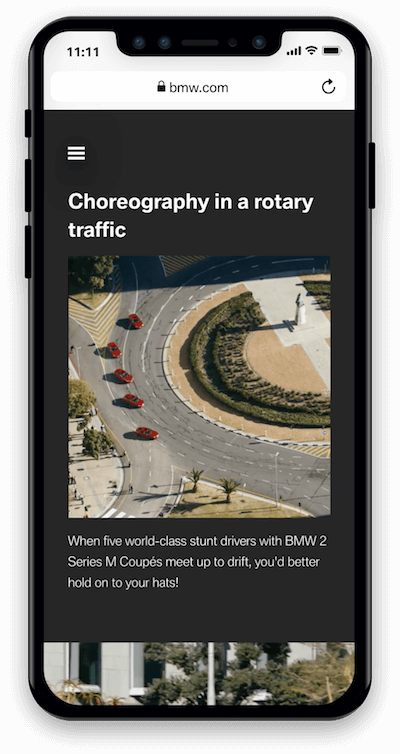 11:11
bmw.com
Choreography in a rotary
traffic
When five world-class stunt drivers with BMW 2
Series M Coupés meet up to drift, you'd better
hold on to your hats!